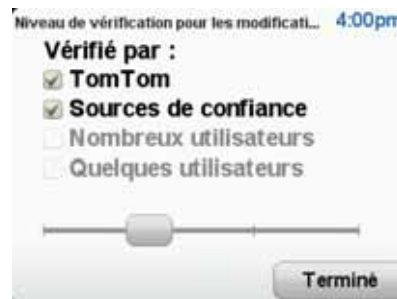 Niveau de vérification pour les modificati... 4:00pm
Vérifié par :
TomTom
Sources de confiance
Nombreux utilisateurs
Quelques utilisateurs
Terminé